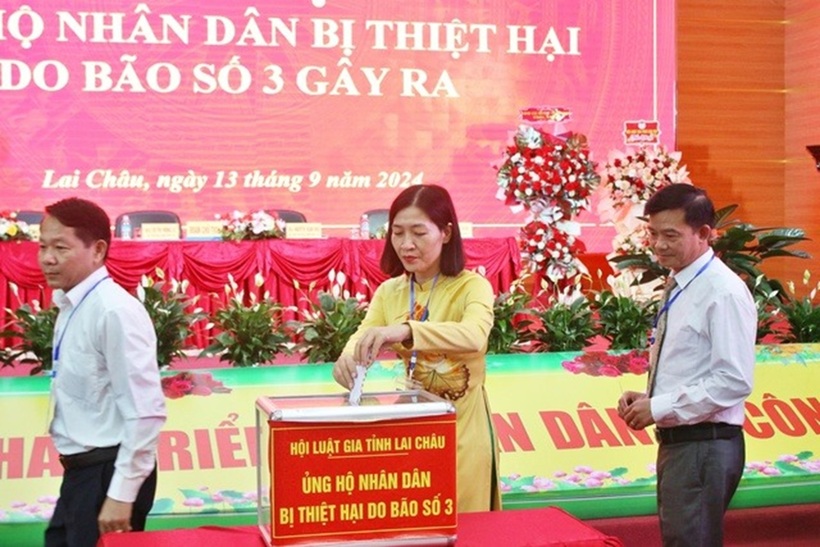 HỘ NHÂN DÂN BỊ THIỆT HẠI
DO BÃO SỐ 3 GÂY RA
Lai Châu, ngày 13 tháng 9 năm 2024
HỘI LUẬT GIA TỈNH LAI CHÂU
ỦNG HỘ NHÂN DÂN
BỊ THIỆT HẠI DO BÃO SỐ 3
DÂN